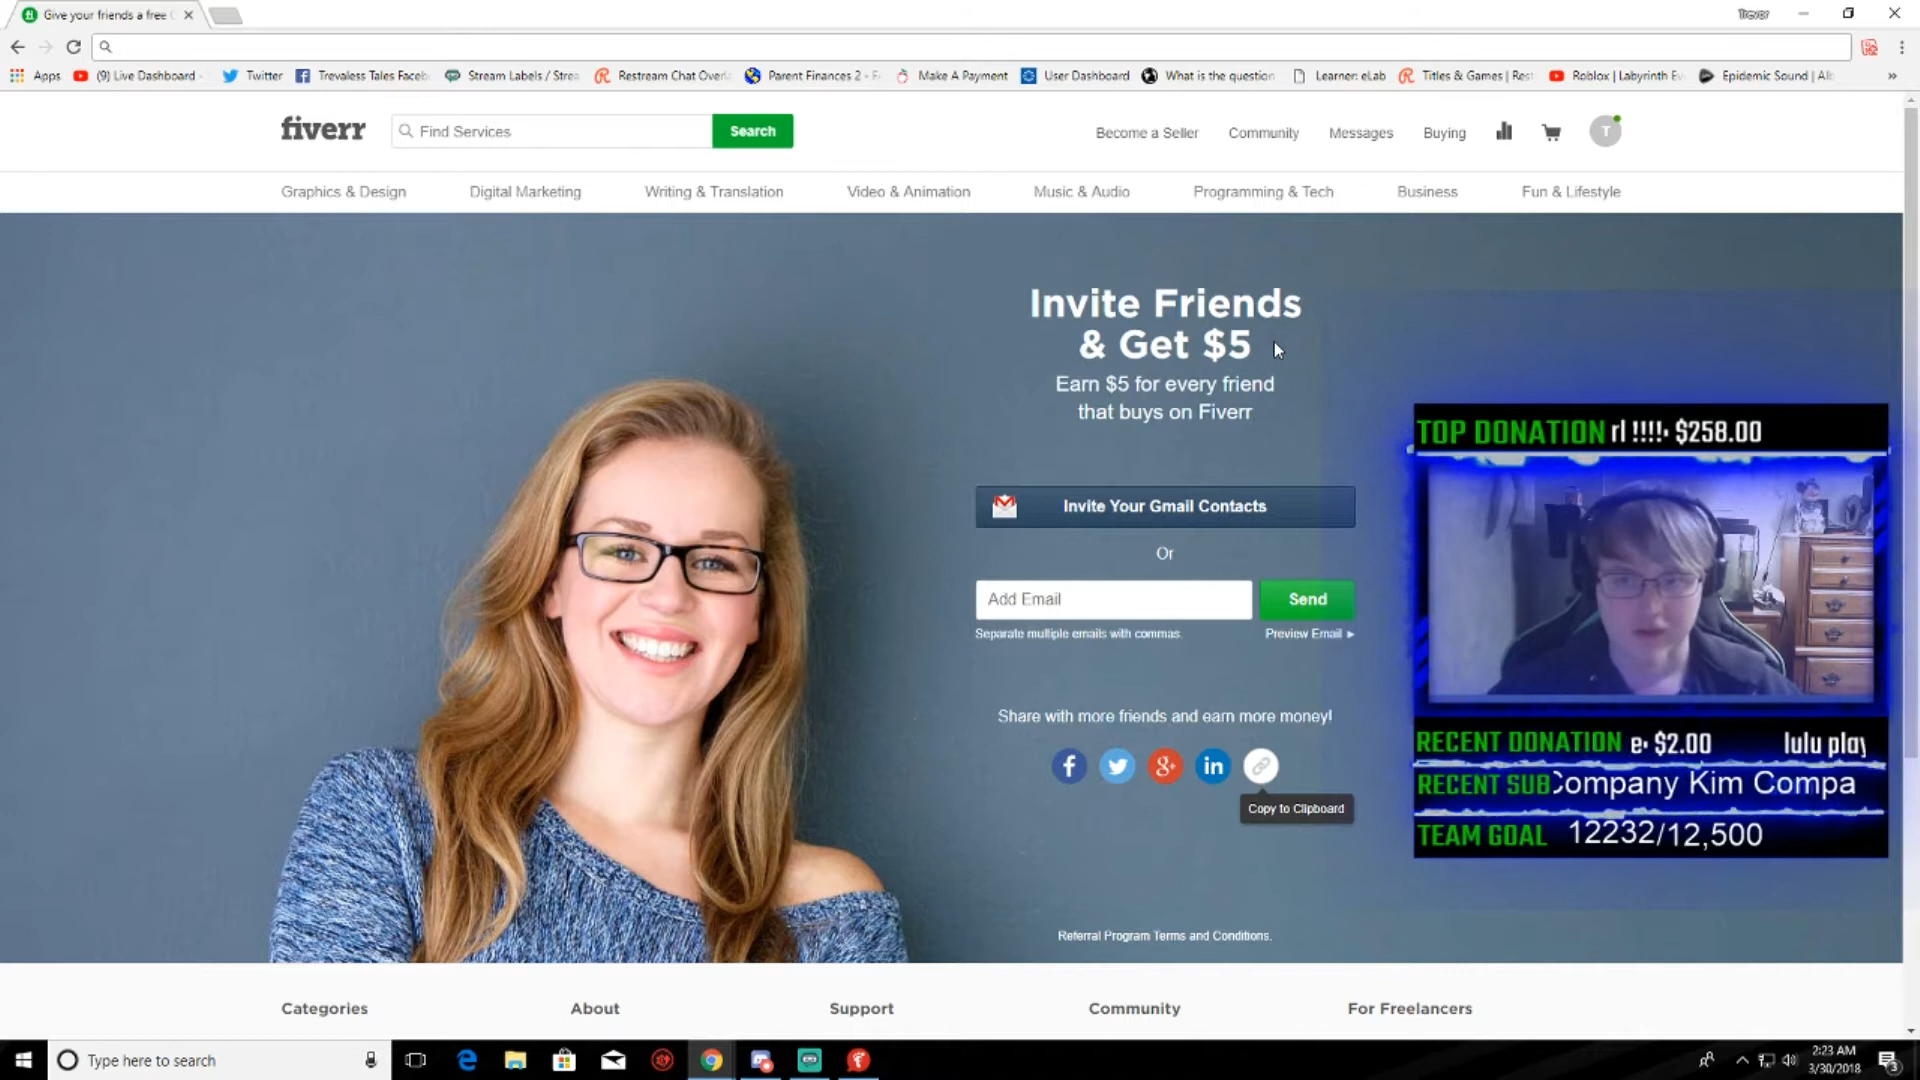 Give your friends a free
Trevor
Apps
(9) Live Dashboard
Twitter
Trevaless Tales Faceb
Stream Labels / Strea
Restream Chat Overl
Parent Finances 2 - F
Make A Payment
User Dashboard
What is the question
Learner: eLab
Titles & Games | Rest
Roblox | Labyrinth Ev
Epidemic Sound | Alb
»
fiverr
Find Services
Search
Become a Seller
Community
Messages
Buying
T
Graphics & Design
Digital Marketing
Writing & Translation
Video & Animation
Music & Audio
Programming & Tech
Business
Fun & Lifestyle
Invite Friends
& Get $5
Earn $5 for every friend
that buys on Fiverr
Invite Your Gmail Contacts
Or
Add Email
Send
Separate multiple emails with commas.
Preview Email ▸
Share with more friends and earn more money!
Copy to Clipboard
Referral Program Terms and Conditions.
TOP DONATION rl !!!!• $258.00
RECENT DONATION e• $2.00 lulu play
RECENT SUB Company Kim Compa
TEAM GOAL 12232/12,500
Categories
About
Support
Community
For Freelancers
Type here to search
2:23 AM
3/30/2018
3